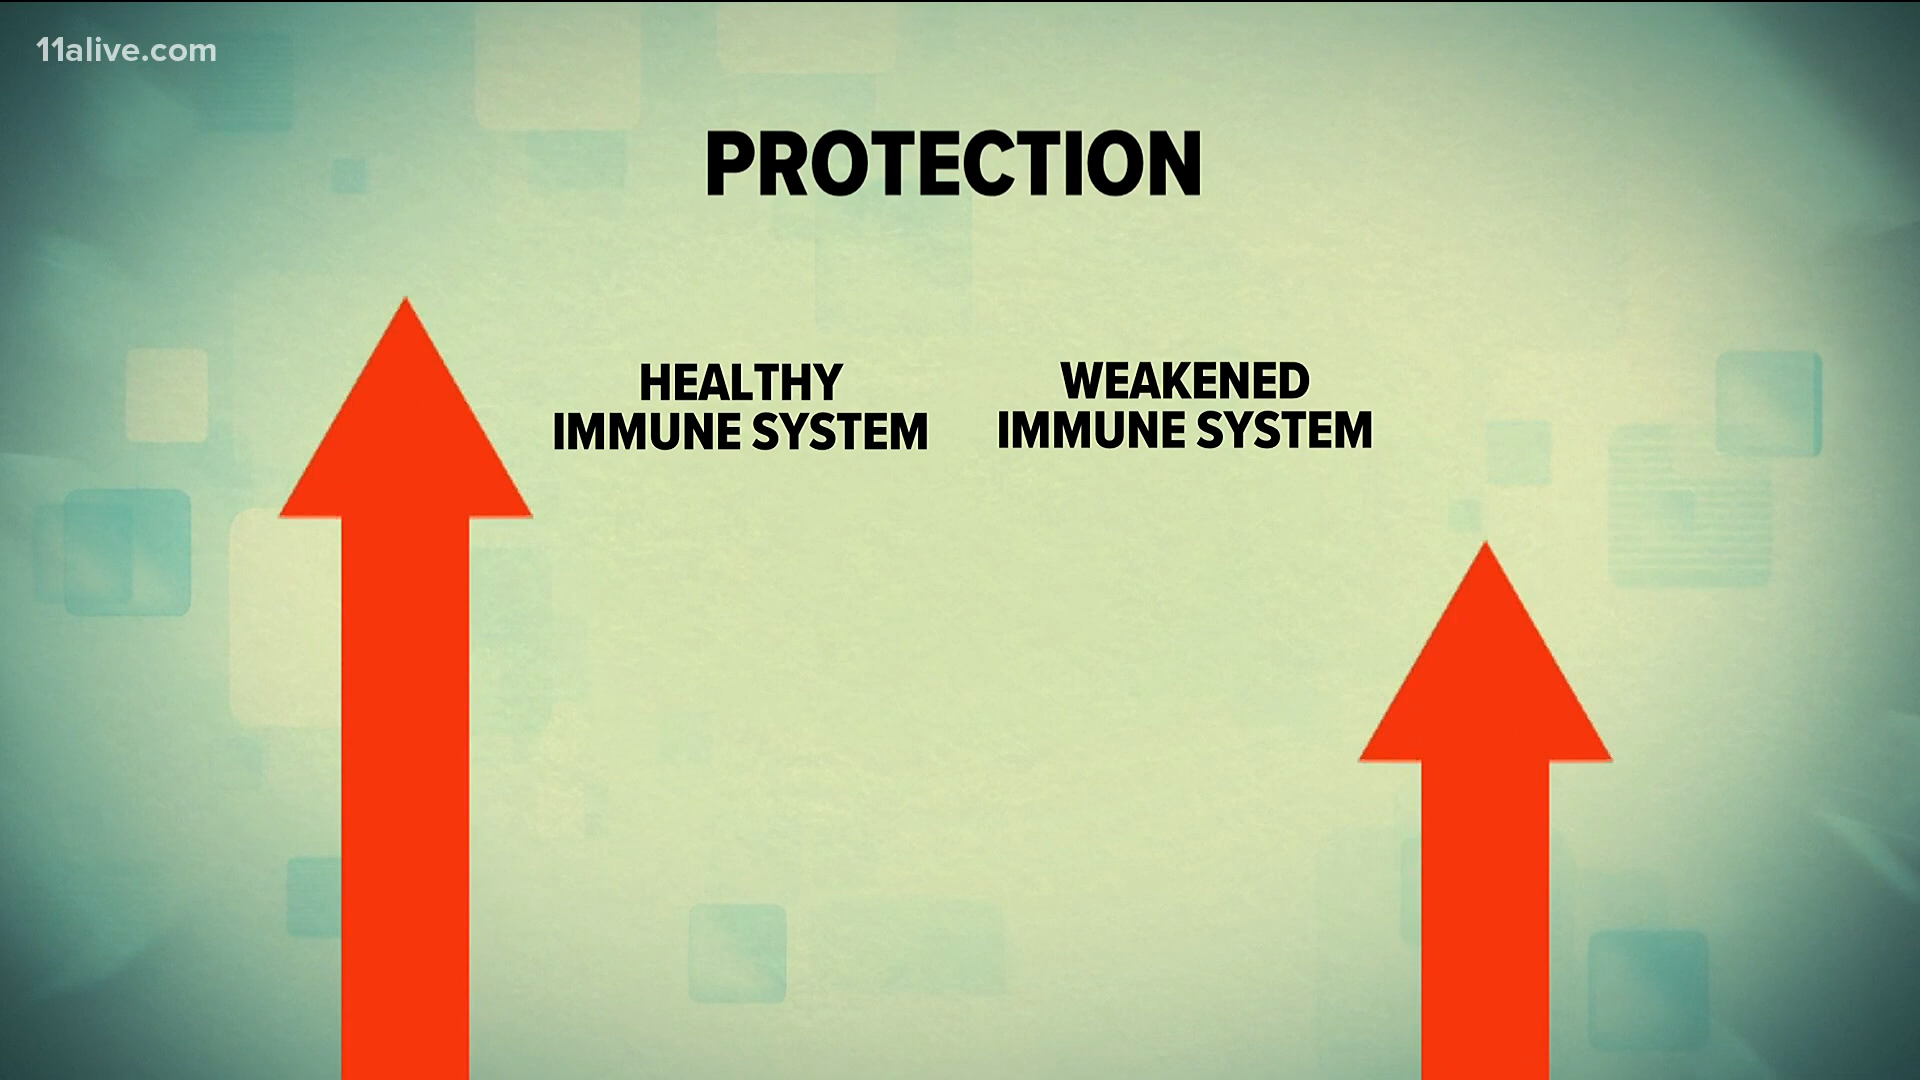 11alive.com
PROTECTION
HEALTHY
IMMUNE SYSTEM
WEAKENED
IMMUNE SYSTEM